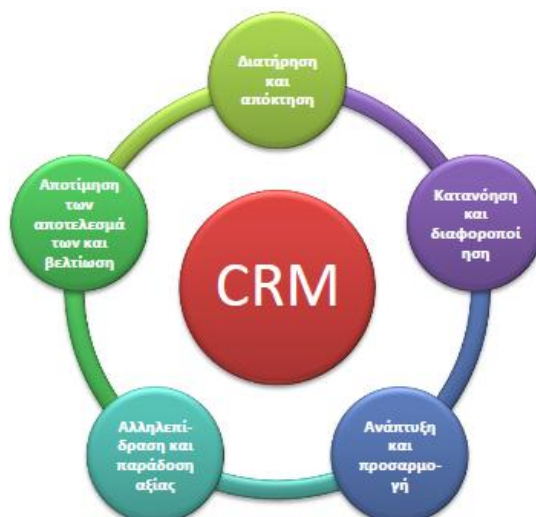 Διατήρηση
και
απόκτηση
Κατανόηση
και
διαφοροποί
ηση
Ανάπτυξη
και
προσαρμο-
γή
Αλληλεπί-
δραση και
παράδοση
αξίας
Αποτίμηση
των
αποτελεσμά
των και
βελτίωση
CRM